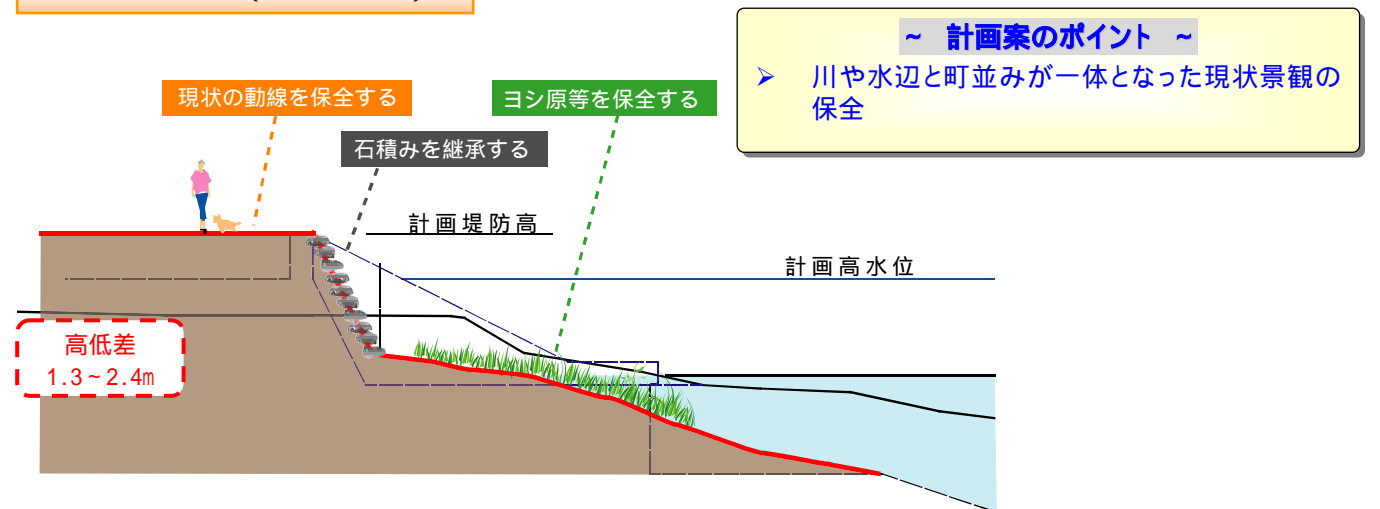 ~ 計画案のポイント ~
➢ 川や水辺と町並みが一体となった現状景観の
保全
現状の動線を保全する
ヨシ原等を保全する
石積みを継承する
計画堤防高
計画高水位
高低差
1.3~2.4m